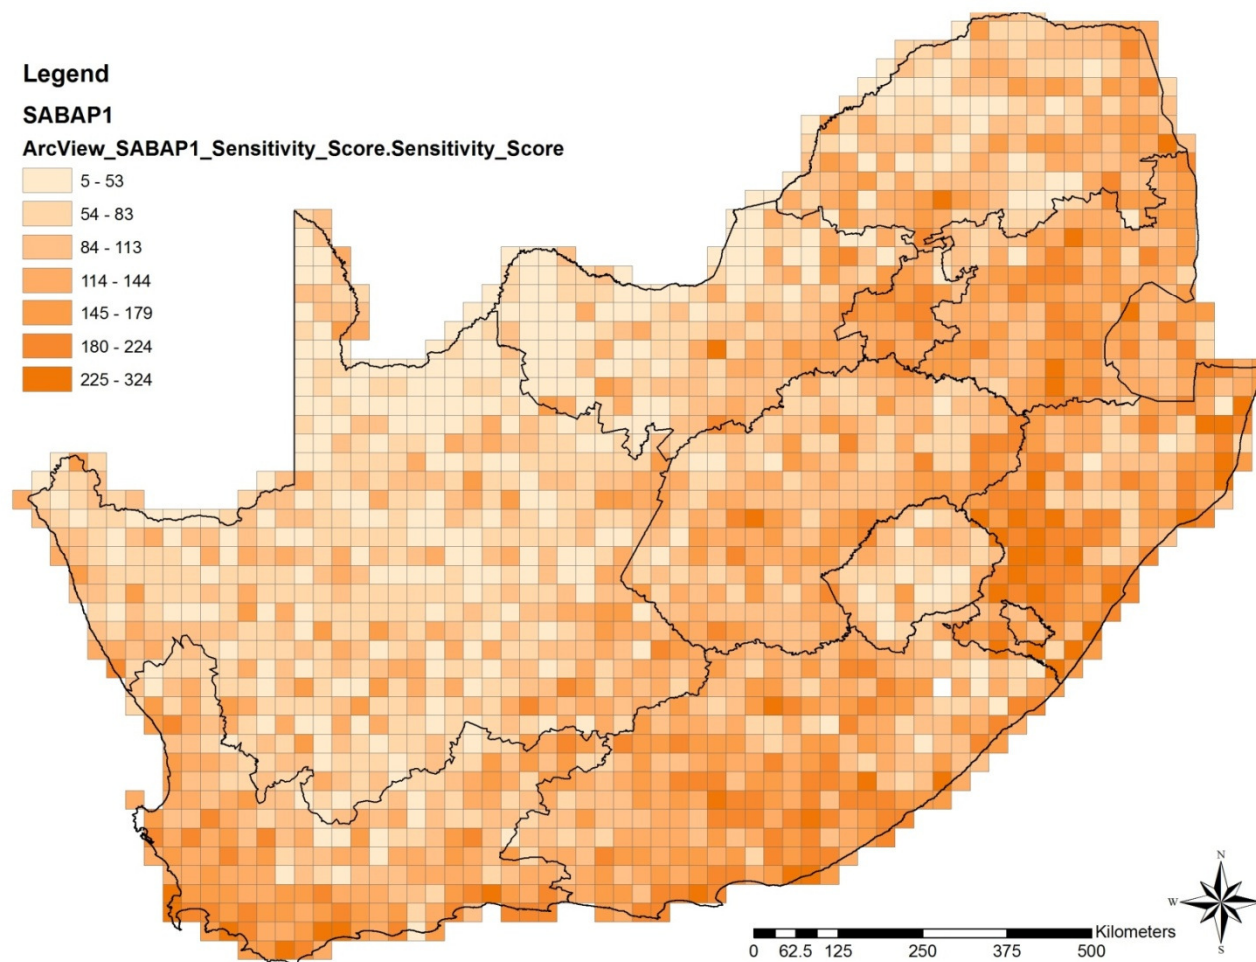 Legend
SABAP1
ArcView_SABAP1_Sensitivity_Score.Sensitivity_Score
5 - 53
54 - 83
84 - 113
114 - 144
145 - 179
180 - 224
225 - 324
N
W E
S
Kilometers
0 62.5 125 250 375 500